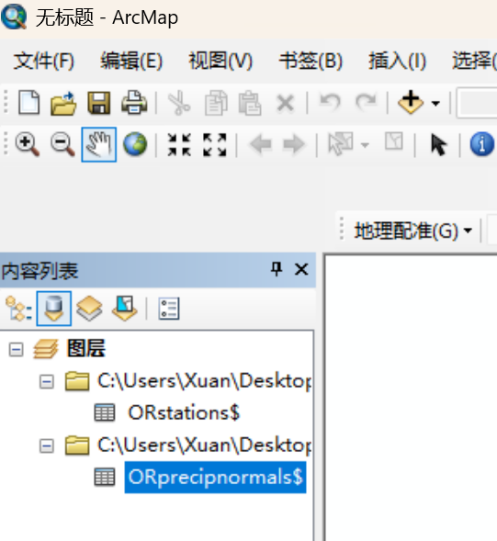 无标题 - ArcMap
文件(F) 编辑(E) 视图(V) 书签(B) 插入(I) 选择(
地理配准(G)
内容列表
图层
C:\Users\Xuan\Desktop
ORstations$
C:\Users\Xuan\Desktop
ORprecipnormals$